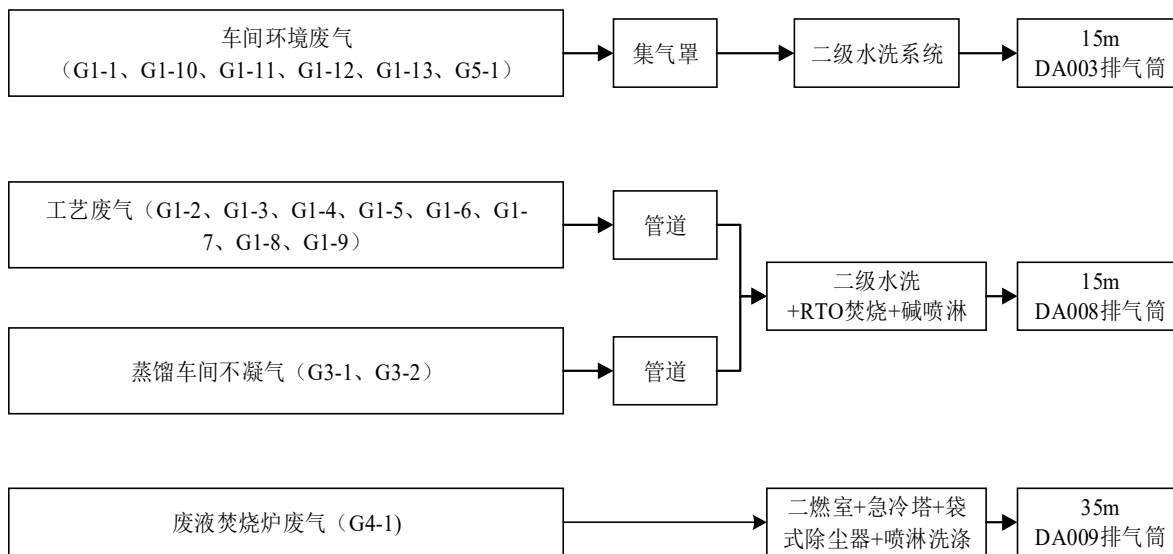 车间环境废气
（G1-1、G1-10、G1-11、G1-12、G1-13、G5-1）
集气罩
二级水洗系统
15m
DA003排气筒
工艺废气（G1-2、G1-3、G1-4、G1-5、G1-6、G1-
7、G1-8、G1-9）
管道
二级水洗
+RTO焚烧+碱喷淋
15m
DA008排气筒
蒸馏车间不凝气（G3-1、G3-2）
管道
废液焚烧炉废气（G4-1)
二燃室+急冷塔+袋
式除尘器+喷淋洗涤
35m
DA009排气筒